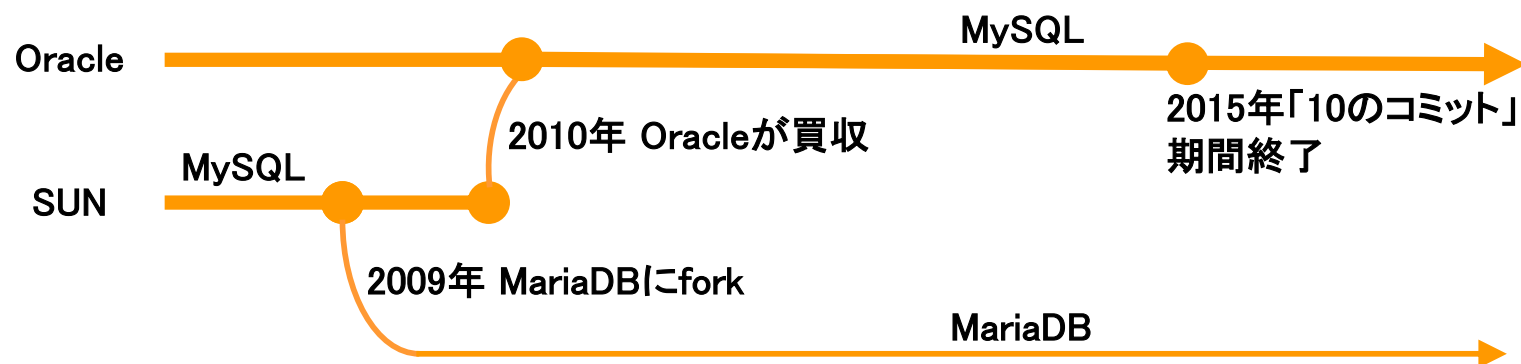 MySQL
Oracle
2015年「10のコミット」
期間終了
2010年 Oracleが買収
MySQL
SUN
2009年 MariaDBにfork
MariaDB